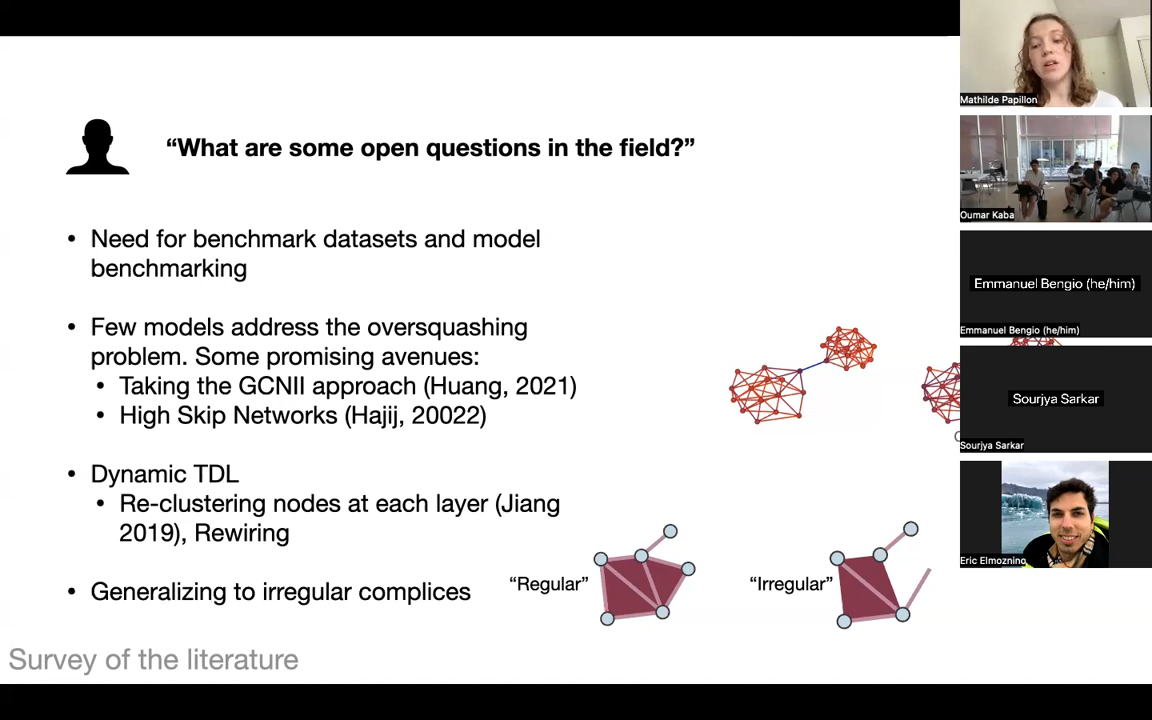 “What are some open questions in the field?”
• Need for benchmark datasets and model
benchmarking
• Few models address the oversquashing
problem. Some promising avenues:
• Taking the GCNII approach (Huang, 2021)
• High Skip Networks (Hajij, 20022)
• Dynamic TDL
• Re-clustering nodes at each layer (Jiang
2019), Rewiring
• Generalizing to irregular complices
“Regular”
“Irregular”
Survey of the literature
Mathilde Papillon
Oumar Kaba
Emmanuel Bengio (he/him)
Emmanuel Bengio (he/him)
Sourjya Sarkar
Sourjya Sarkar
Eric Elmoznino